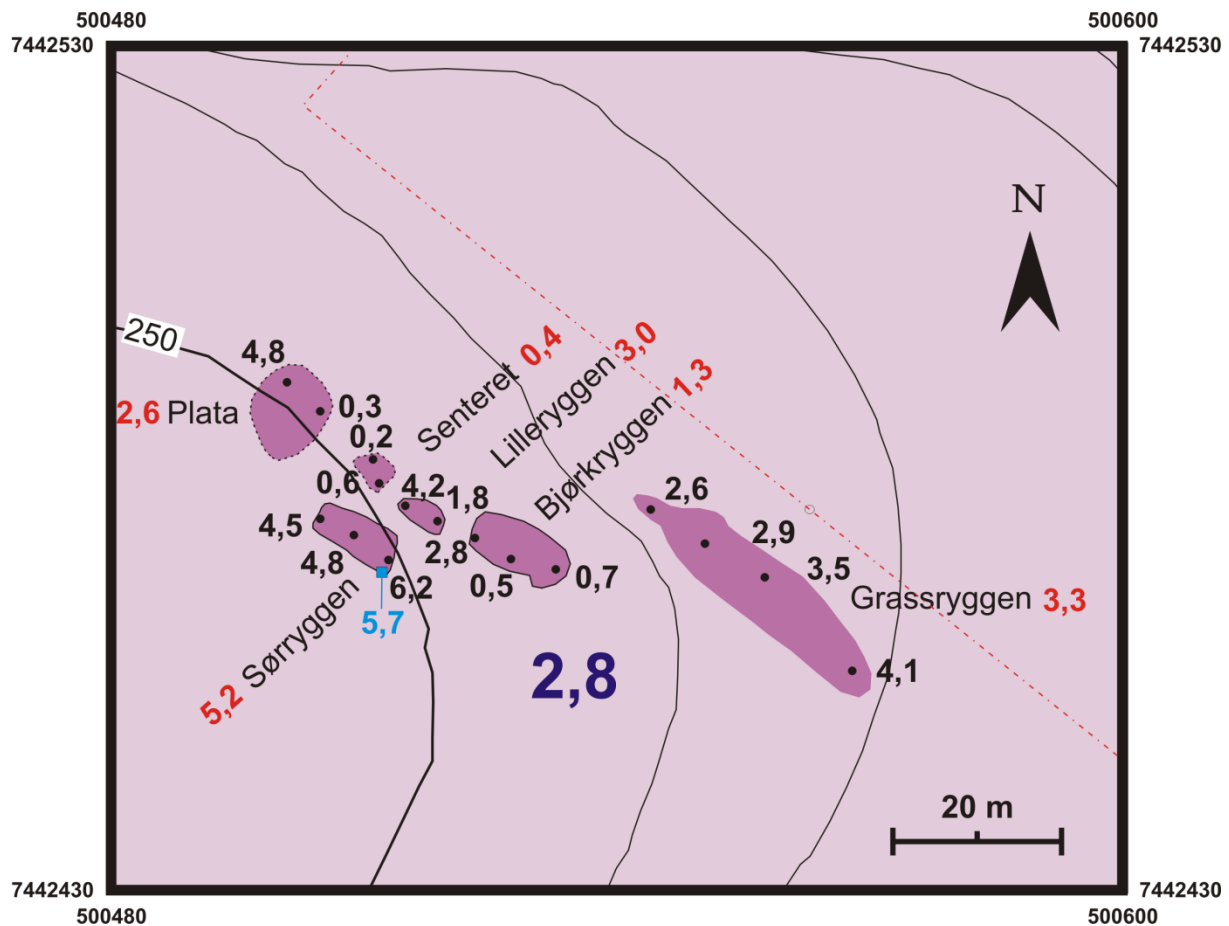 500480 500600
7442530 7442530
N
250
4,8
Senteret 0,4
Lilleryggen 3,0
Bjørkryggen 1,3
2,6 Plata
0,3
0,2
0,6
4,2
1,8
2,6
4,5
4,8
6,2
2,8
0,5
0,7
2,9
3,5
5,7
5,2 Sørryggen
Grassryggen 3,3
2,8
4,1
20 m
7442430 7442430
500480 500600